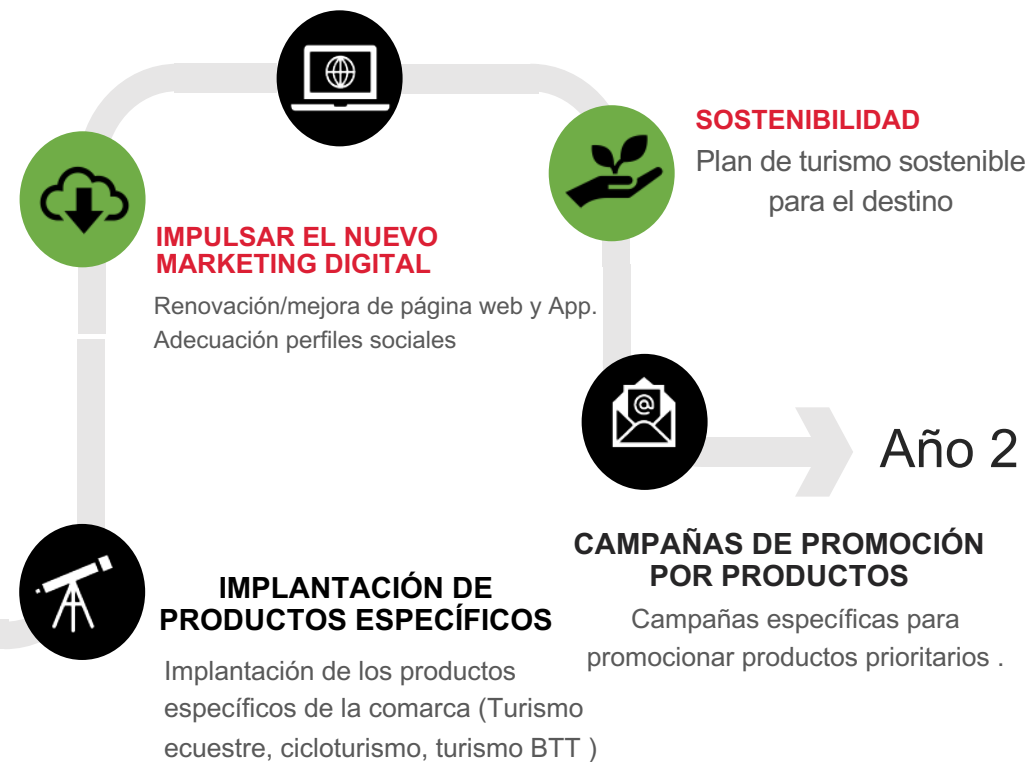 SOSTENIBILIDAD
Plan de turismo sostenible
para el destino
IMPULSAR EL NUEVO
MARKETING DIGITAL
Renovación/mejora de página web y App.
Adecuación perfiles sociales
@
Año 2
CAMPAÑAS DE PROMOCIÓN
POR PRODUCTOS
Campañas específicas para
promocionar productos prioritarios .
IMPLANTACIÓN DE
PRODUCTOS ESPECÍFICOS
Implantación de los productos
específicos de la comarca (Turismo
ecuestre, cicloturismo, turismo BTT )